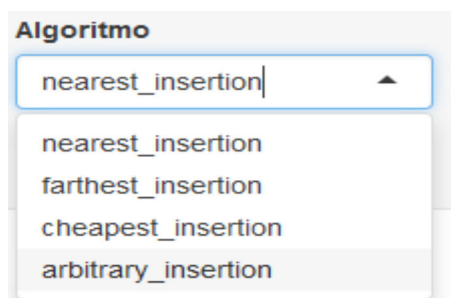 Algoritmo
nearest_insertion
nearest_insertion
farthest_insertion
cheapest_insertion
arbitrary_insertion